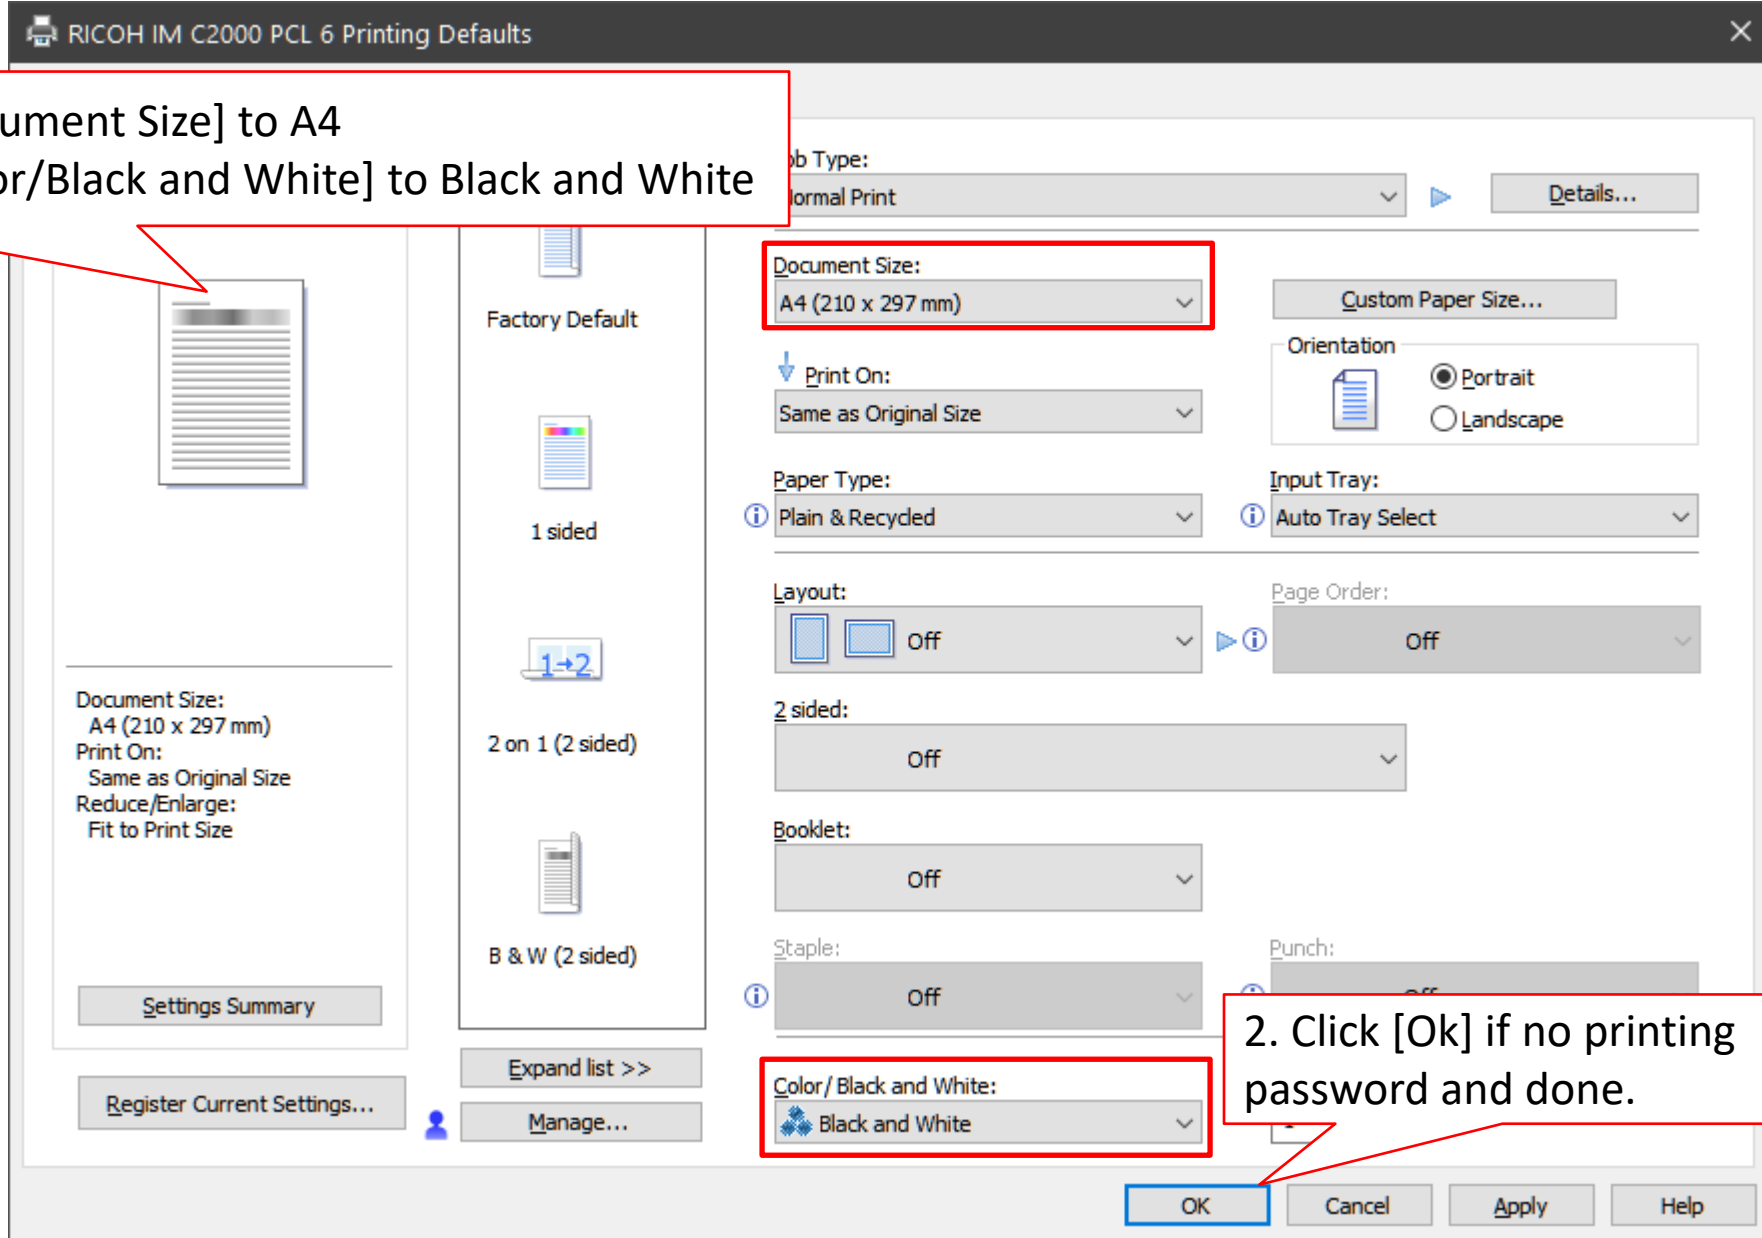 RICOH IM C2000 PCL 6 Printing Defaults
ument Size] to A4
or/Black and White] to Black and White
ob Type:
Normal Print
Details...
Document Size:
A4 (210 x 297 mm)
Custom Paper Size...
Orientation
Portrait
Landscape
Print On:
Same as Original Size
Paper Type:
Plain & Recycled
Input Tray:
Auto Tray Select
Layout:
Off
Page Order:
Off
2 sided:
Off
Booklet:
Off
Staple:
Off
Punch:
Off
Color/ Black and White:
Black and White
Factory Default
1 sided
1→2
2 on 1 (2 sided)
B & W (2 sided)
Expand list >>
Manage...
Document Size:
A4 (210 x 297 mm)
Print On:
Same as Original Size
Reduce/Enlarge:
Fit to Print Size
Settings Summary
Register Current Settings...
2. Click [Ok] if no printing
password and done.
OK
Cancel
Apply
Help